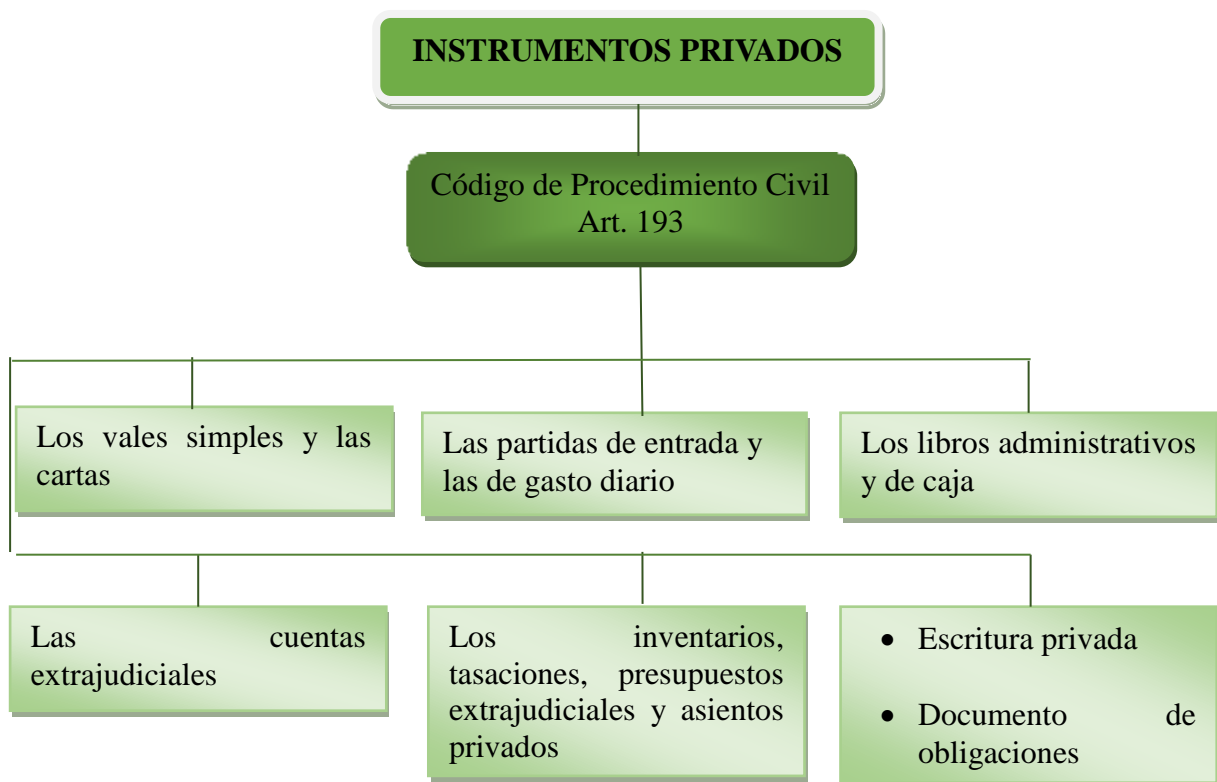 INSTRUMENTOS PRIVADOS
Código de Procedimiento Civil
Art. 193
Los vales simples y las
cartas
Las partidas de entrada y
las de gasto diario
Los libros administrativos
y de caja
Las cuentas
extrajudiciales
Los inventarios,
tasaciones, presupuestos
extrajudiciales y asientos
privados
• Escritura privada
• Documento de
obligaciones